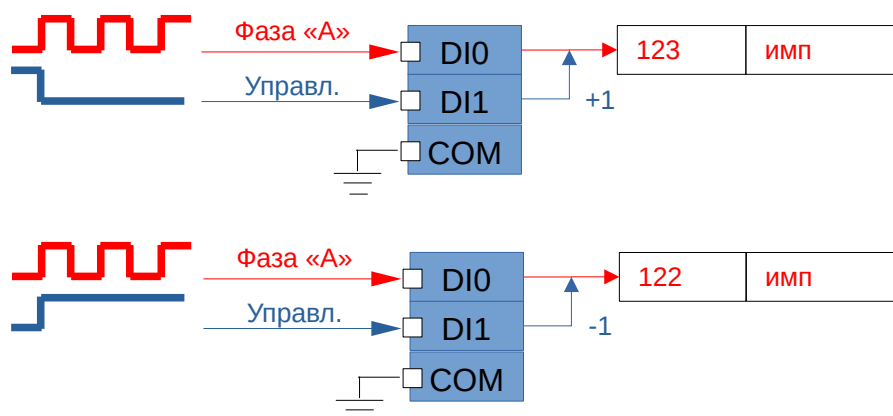 Фаза «А» DI0 123 имп
Управл. DI1 +1
COM
Фаза «А» DI0 122 имп
Управл. DI1 -1
COM